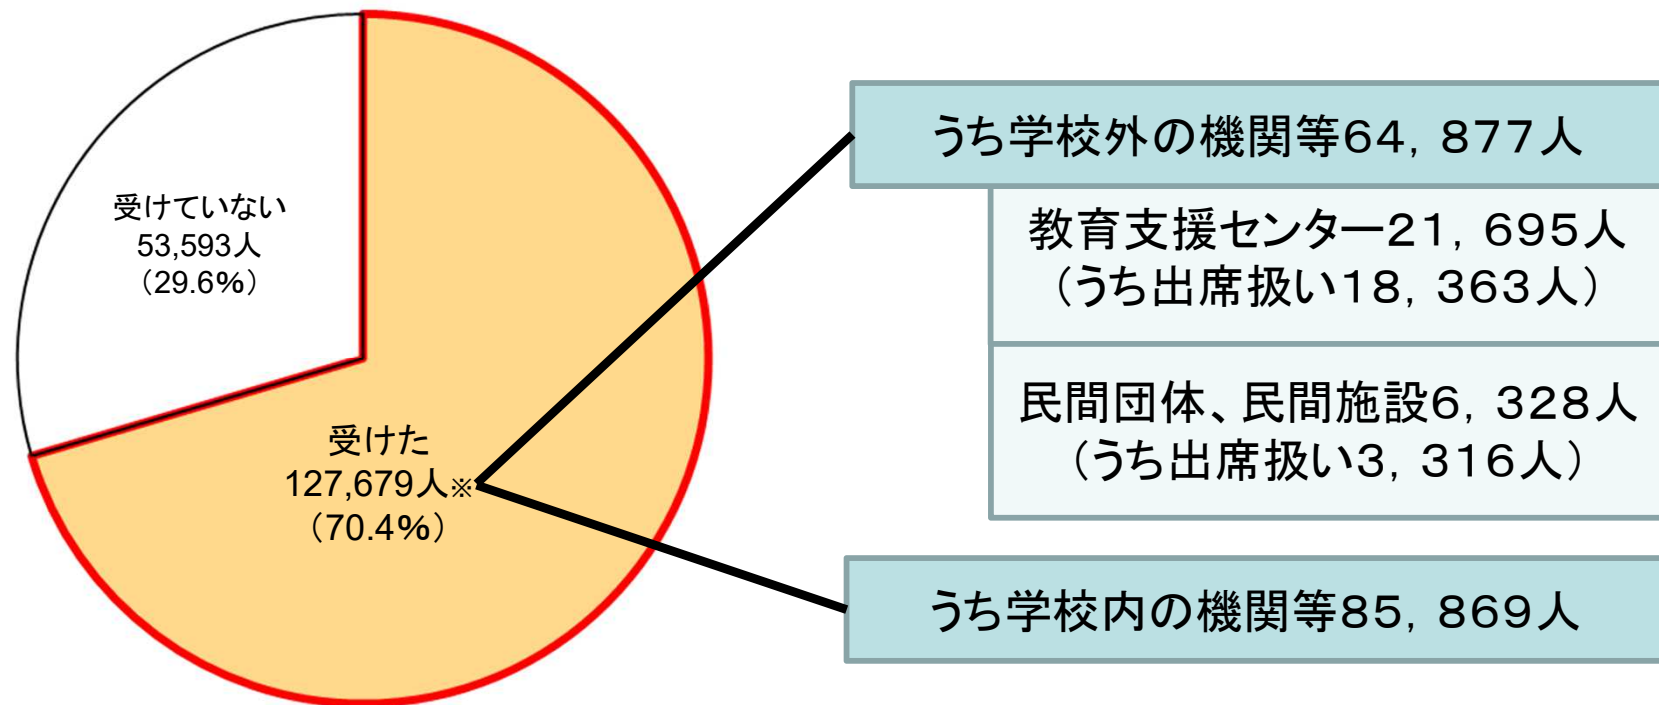 受けていない
53,593人
(29.6%)
受けた
127,679人※
(70.4%)
うち学校外の機関等64，877人
教育支援センター21，695人
（うち出席扱い18，363人）
民間団体、民間施設6，328人
（うち出席扱い3，316人）
うち学校内の機関等85，869人